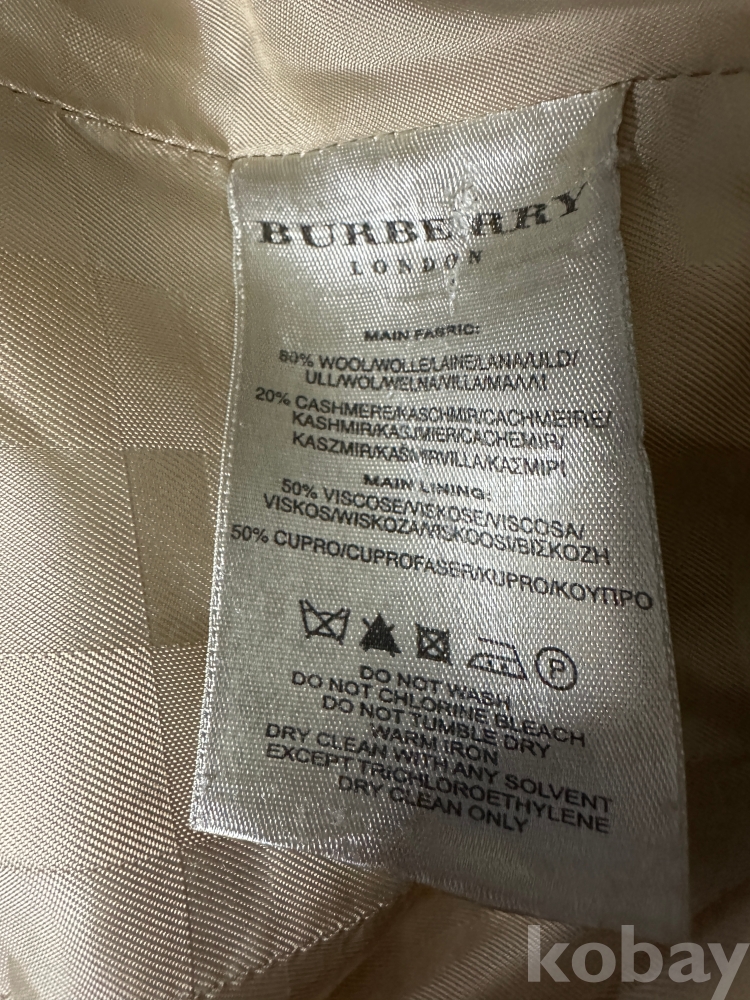 BURBERRY
LONDON
MAIN FABRIC:
80% WOOL/WOLLE/LAINE/LANA/ULD/
ULL/WOL/WEŁNA/VILLA/ΜΑΛΛΙ
20% CASHMERE/KASCHMIR/CACHMEIRE/
KASHMIR/KASJMIER/CACHEMIR/
KASZMIR/KAŠMIRVILLA/ΚΑΣΜΙΡΙ
MAIN LINING:
50% VISCOSE/VISKOSE/VISCOSA/
VISKOS/WISKOZA/VISKOOSI/ΒΙΣΚΟΖΗ
50% CUPRO/CUPROFASER/KUPRO/ΚΟΥΠΡΟ
P
DO NOT WASH
DO NOT CHLORINE BLEACH
DO NOT TUMBLE DRY
WARM IRON
DRY CLEAN WITH ANY SOLVENT
EXCEPT TRICHLOROETHYLENE
DRY CLEAN ONLY
kobay